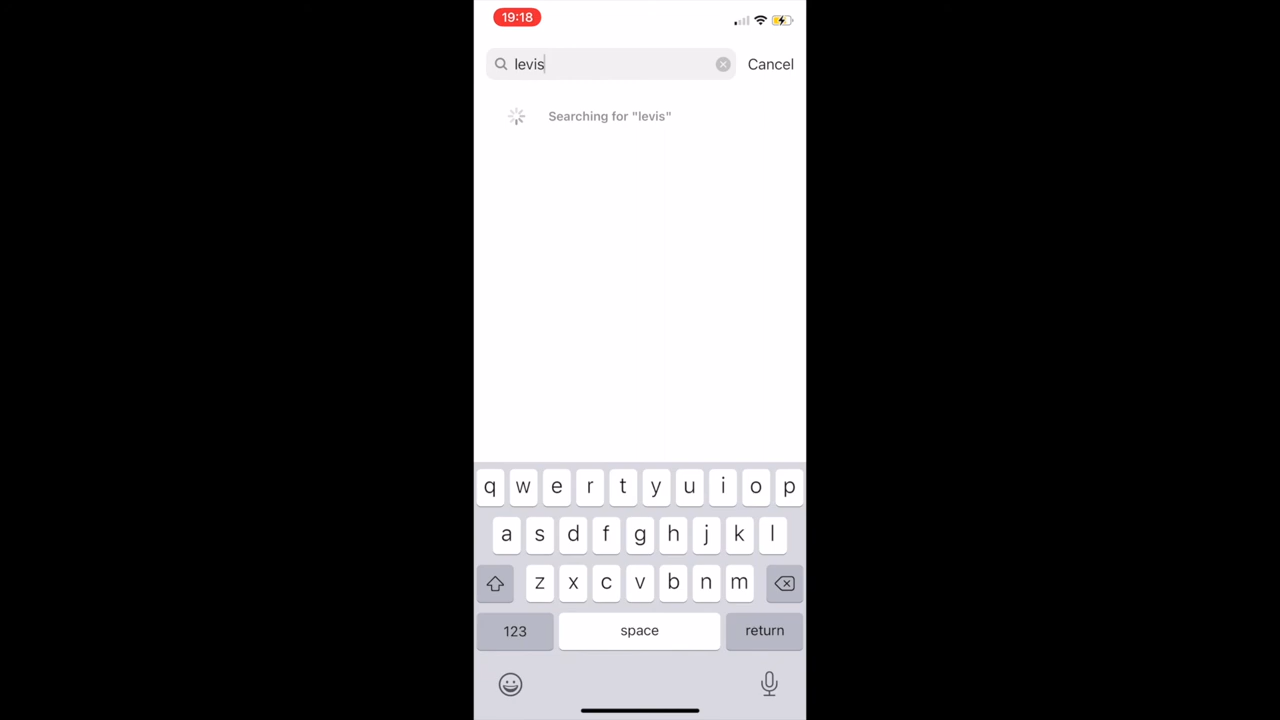 19:18
levis
Cancel
Searching for "levis"
q w e r t y u i o p
a s d f g h j k l
z x c v b n m
123 space return